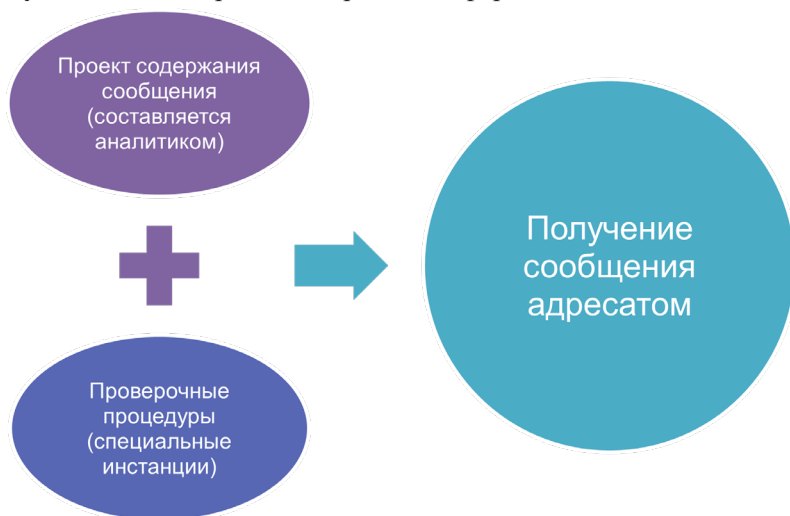 Проект содержания
сообщения
(составляется
аналитиком)
Получение
сообщения
адресатом
Проверочные
процедуры
(специальные
инстанции)